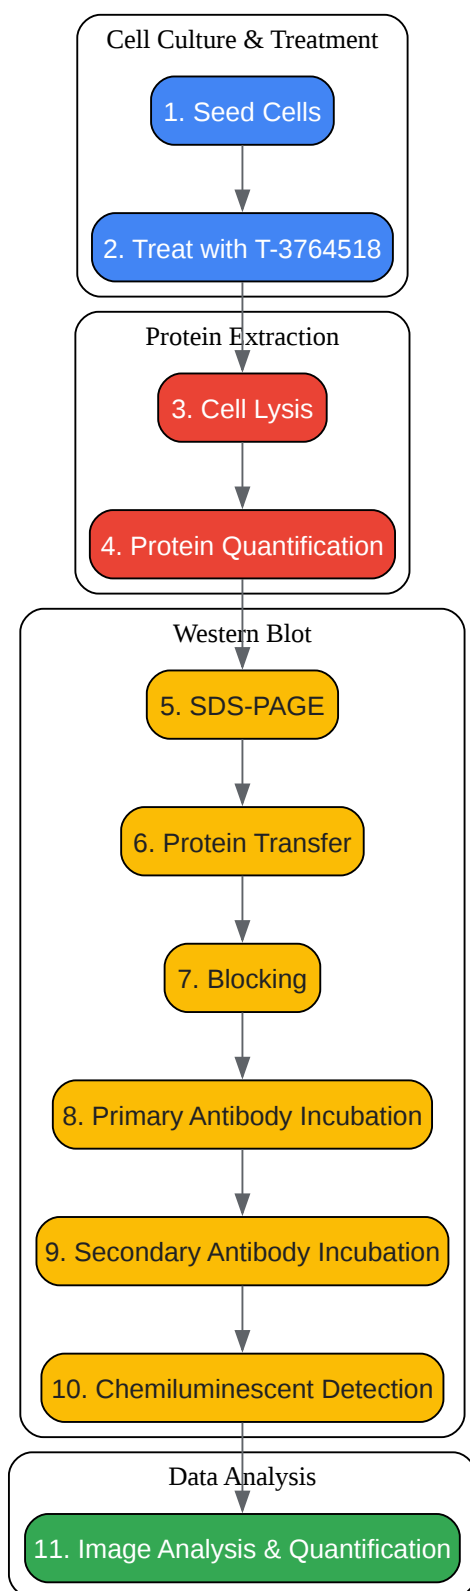 Cell Culture & Treatment
1. Seed Cells
2. Treat with T-3764518
Protein Extraction
3. Cell Lysis
4. Protein Quantification
Western Blot
5. SDS-PAGE
6. Protein Transfer
7. Blocking
8. Primary Antibody Incubation
9. Secondary Antibody Incubation
10. Chemiluminescent Detection
Data Analysis
11. Image Analysis & Quantification